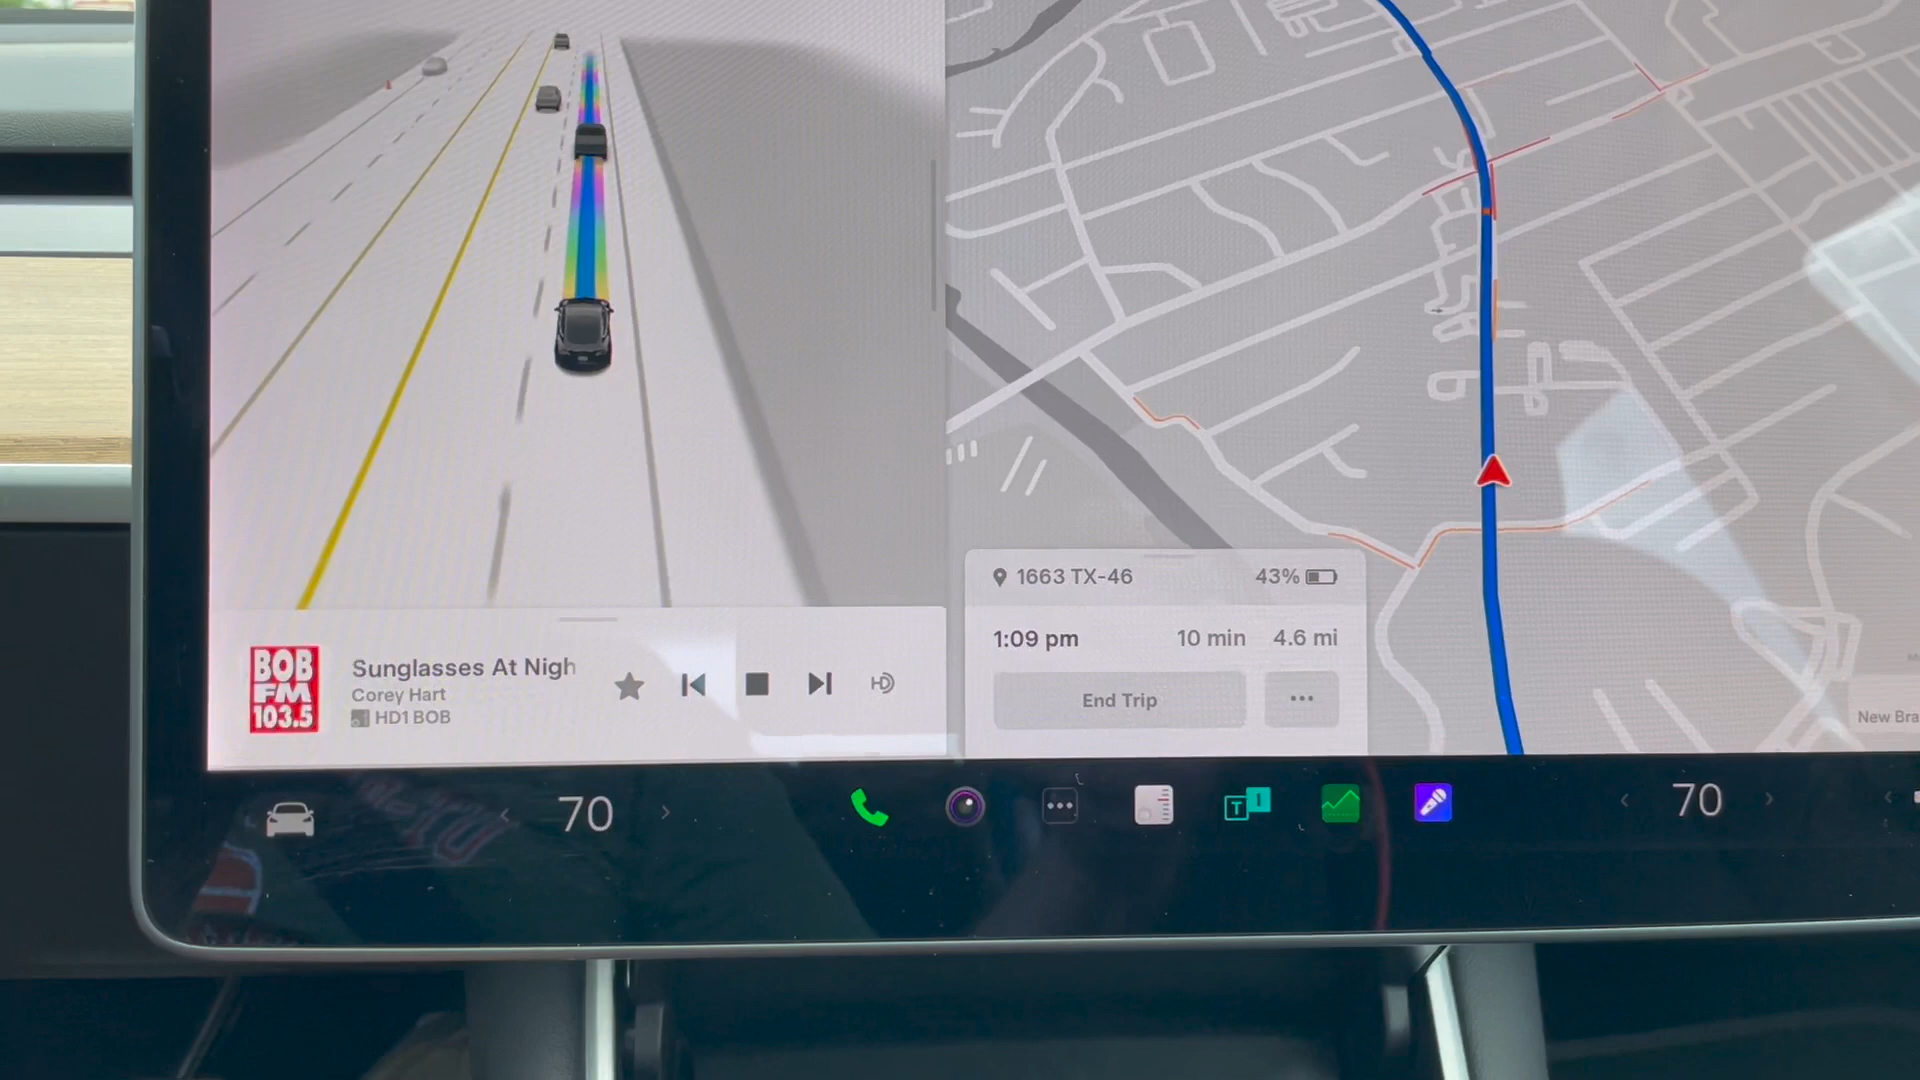 BOB
FM
103.5
Sunglasses At Nigh
Corey Hart
HD1 BOB
HD
1663 TX-46
43%
1:09 pm
10 min
4.6 mi
End Trip
New Bra
70
T
I
70